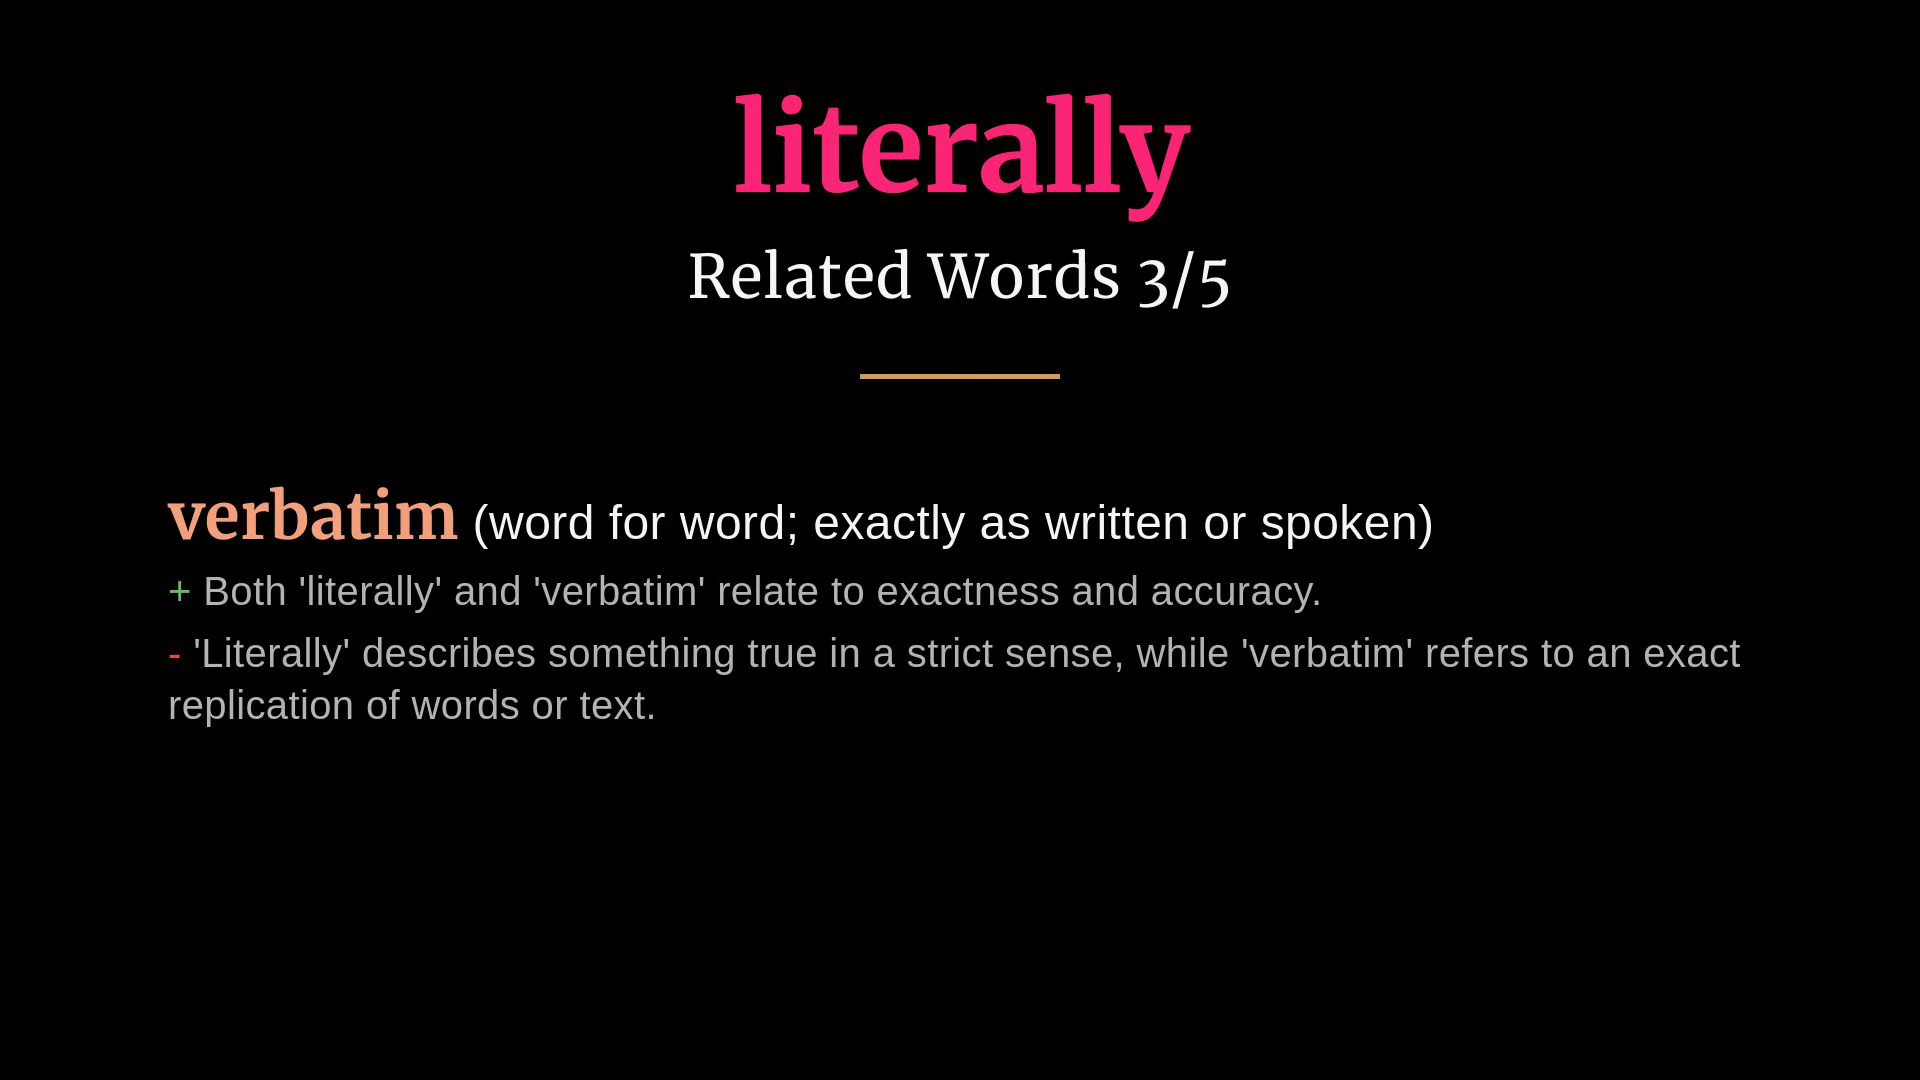 literally
Related Words 3/5
verbatim (word for word; exactly as written or spoken)
+ Both 'literally' and 'verbatim' relate to exactness and accuracy.
- 'Literally' describes something true in a strict sense, while 'verbatim' refers to an exact
replication of words or text.